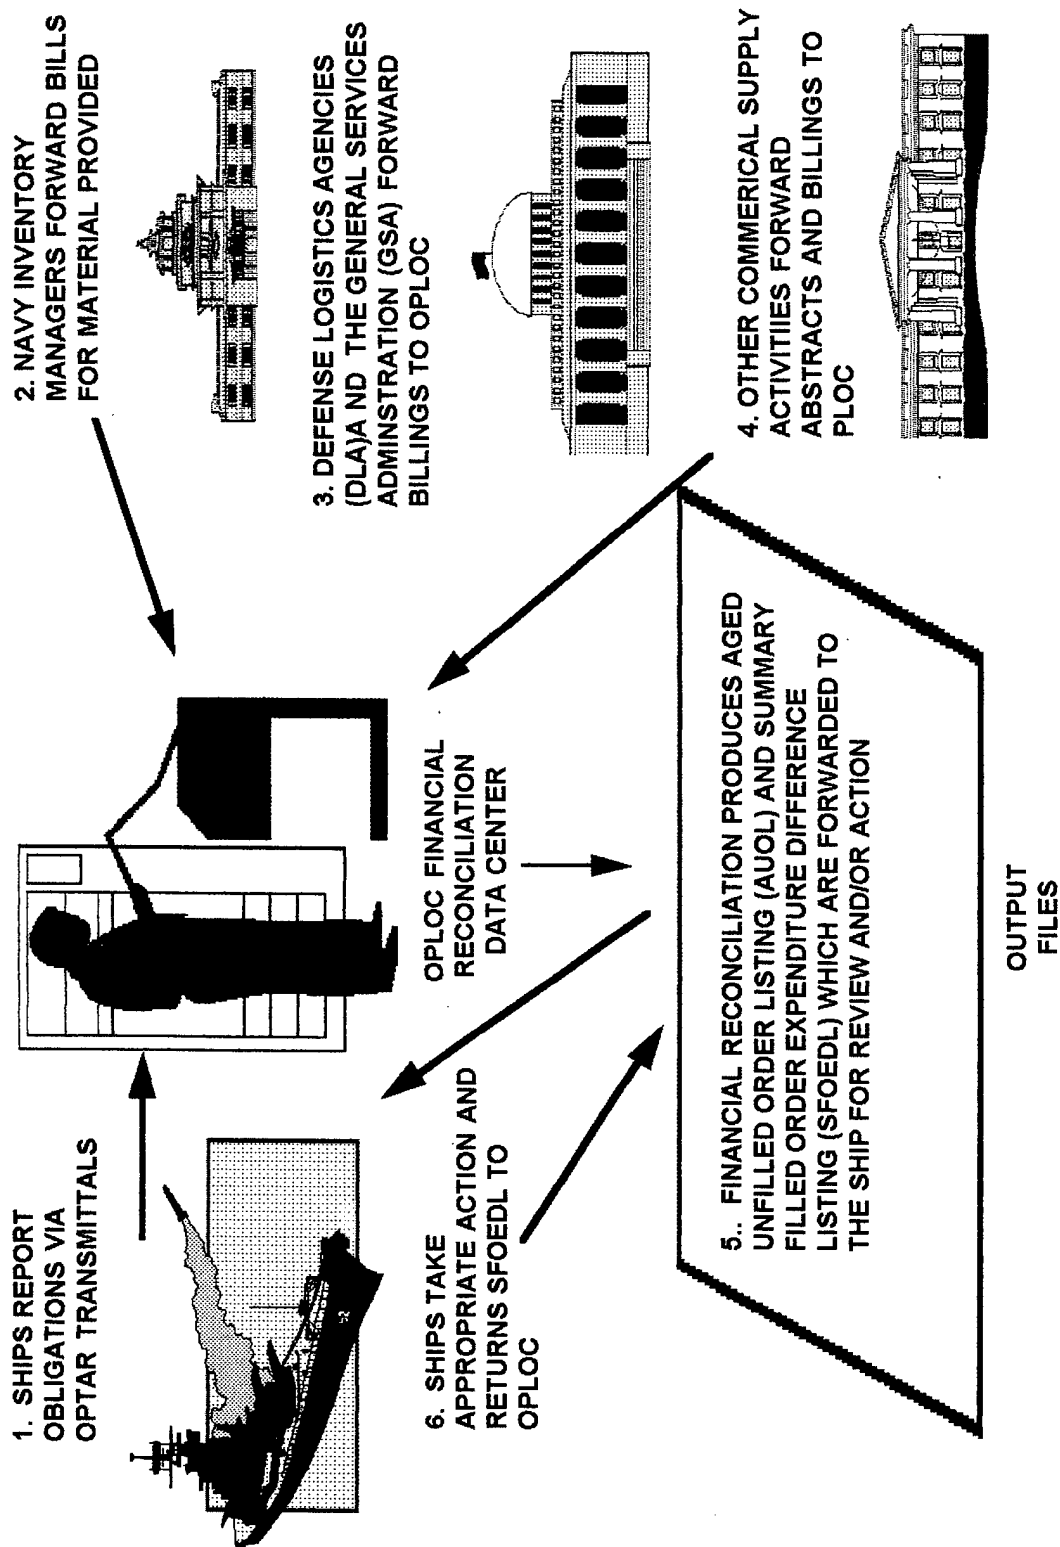 1. SHIPS REPORT
OBLIGATIONS VIA
OPTAR TRANSMITTALS
2. NAVY INVENTORY
MANAGERS FORWARD BILLS
FOR MATERIAL PROVIDED
3. DEFENSE LOGISTICS AGENCIES
(DLA)A ND THE GENERAL SERVICES
ADMINSTRATION (GSA) FORWARD
BILLINGS TO OPLOC
4. OTHER COMMERICAL SUPPLY
ACTIVITIIES FORWARD
ABSTRACTS AND BILLINGS TO
PLOC
OPLOC FINANCIAL
RECONCILIATION
DATA CENTER
5.. FINANCIAL RECONCILIATION PRODUCES AGED
UNFILLED ORDER LISTING (AUOL) AND SUMMARY
FILLED ORDER EXPENDITURE DIFFERENCE
LISTING (SFOEDL) WHICH ARE FORWARDED TO
THE SHIP FOR REVIEW AND/OR ACTION
6. SHIPS TAKE
APPROPRIATE ACTION AND
RETURNS SFOEDL TO
OPLOC
OUTPUT
FILES